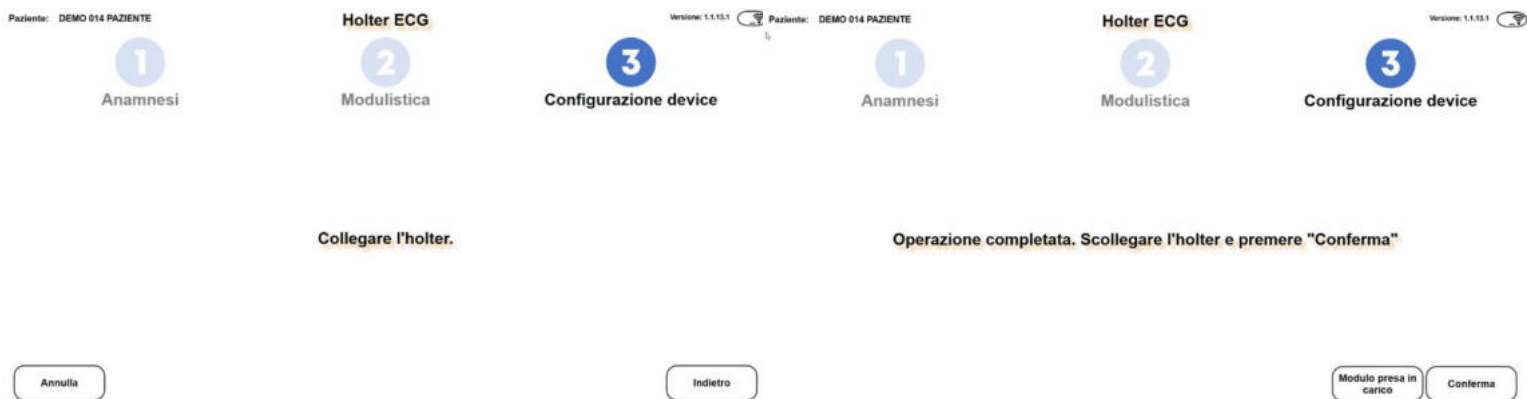 Paziente: DEMO 014 PAZIENTE
Holter ECG
Versione: 1.1.13.1
1
2
3
Anamnesi
Modulistica
Configurazione device
Collegare l'holter.
Annulla
Indietro
Paziente: DEMO 014 PAZIENTE
Holter ECG
Versione: 1.1.13.1
1
2
3
Anamnesi
Modulistica
Configurazione device
Operazione completata. Scollegare l'holter e premere "Conferma"
Modulo presa in
carico
Conferma